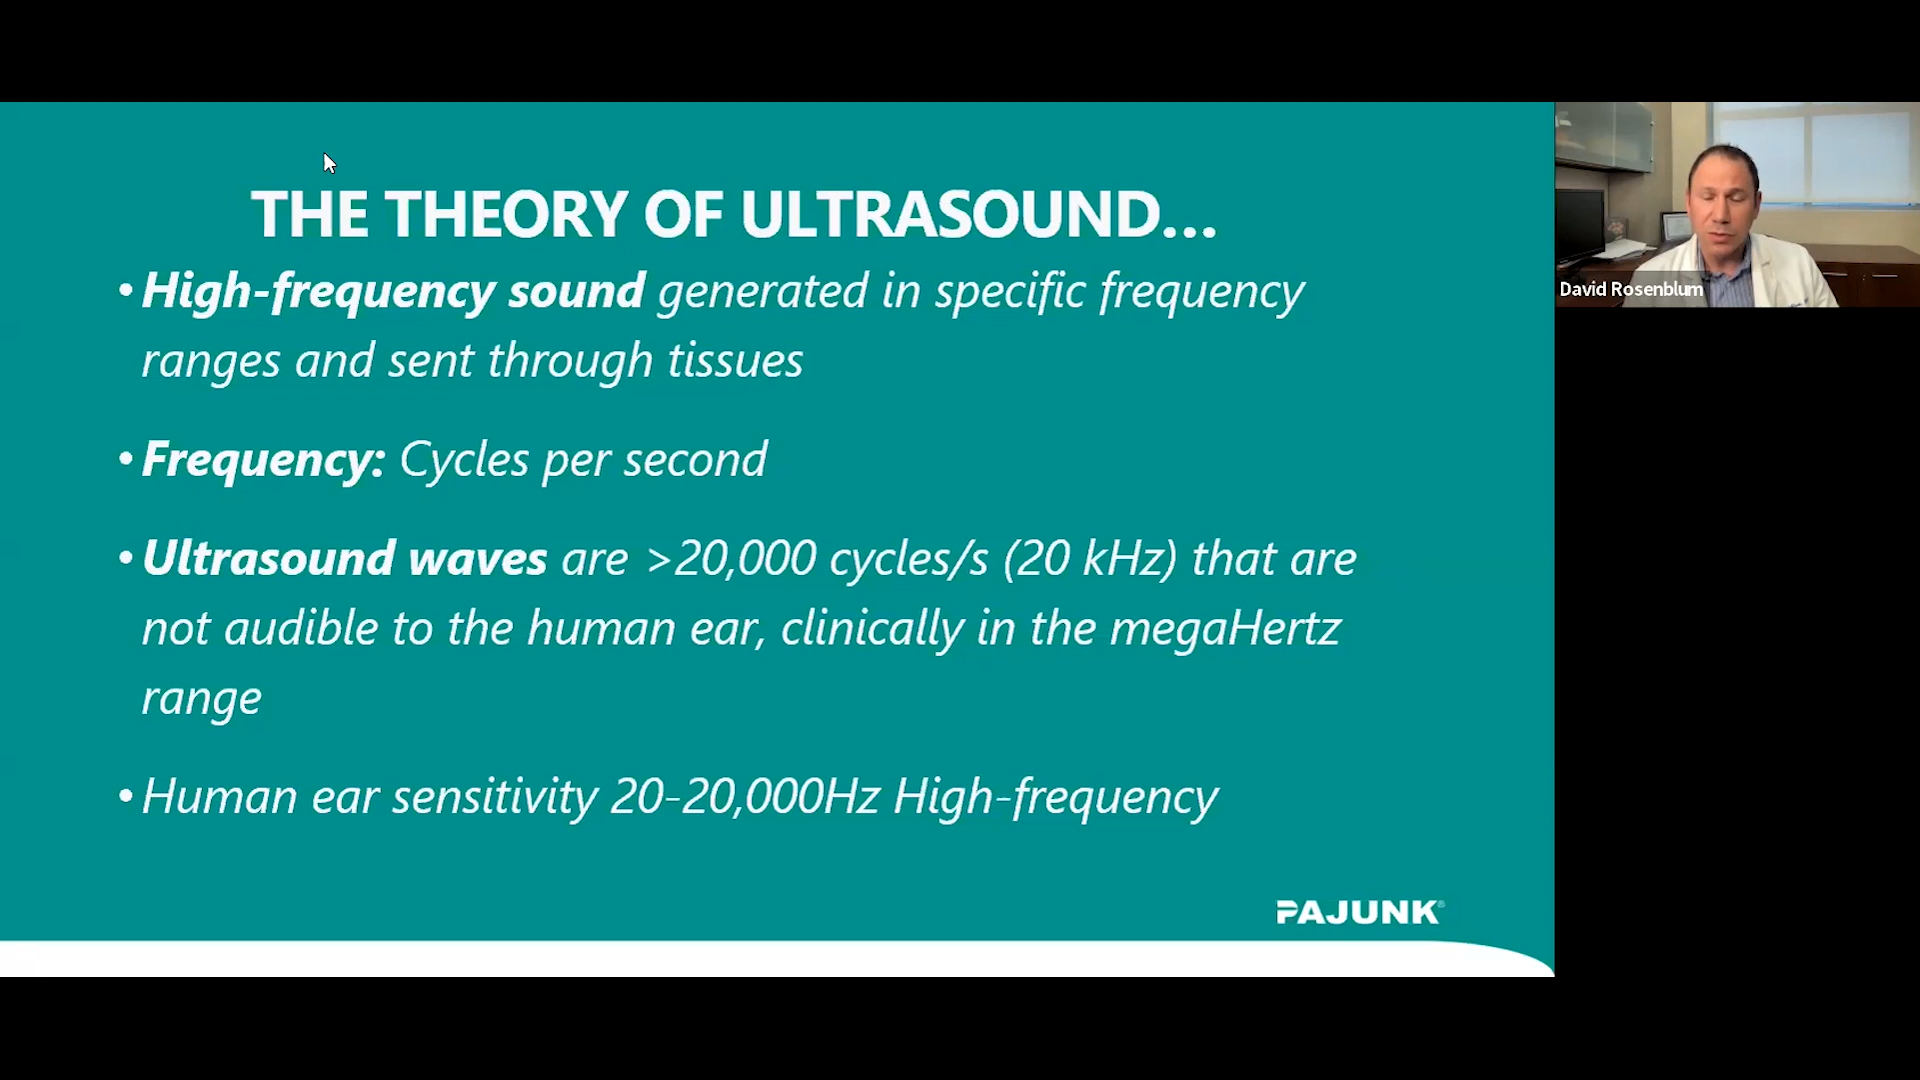 THE THEORY OF ULTRASOUND...
• High-frequency sound generated in specific frequency
ranges and sent through tissues
• Frequency: Cycles per second
• Ultrasound waves are >20,000 cycles/s (20 kHz) that are
not audible to the human ear, clinically in the megaHertz
range
• Human ear sensitivity 20-20,000Hz High-frequency
PAJUNK®
David Rosenblum